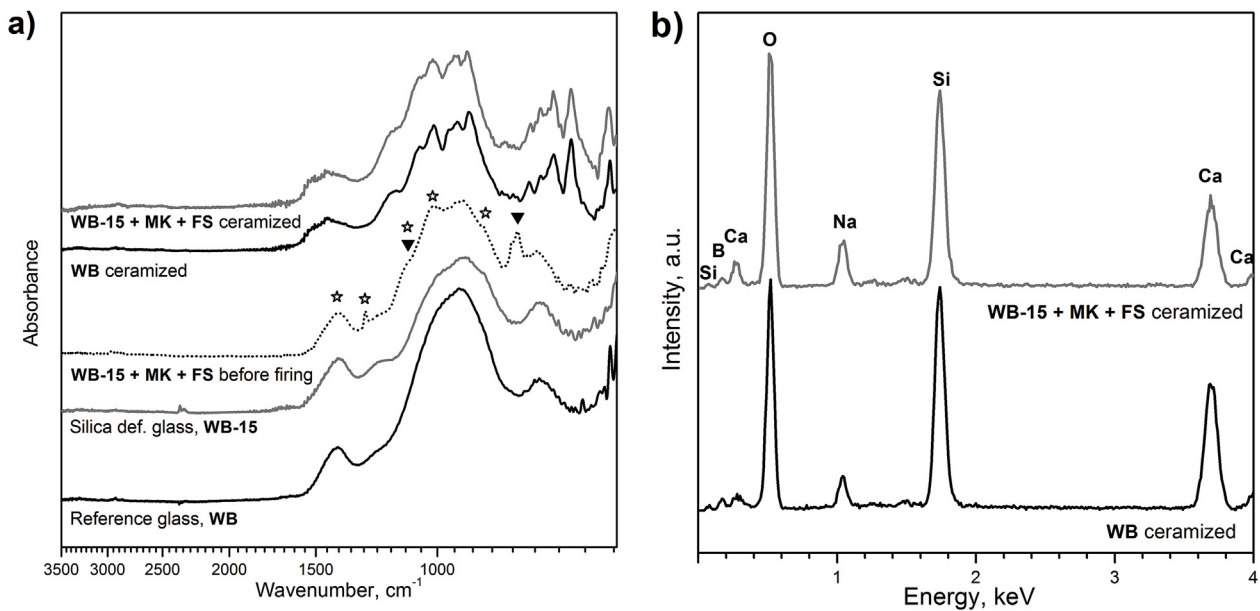 a)
Absorbance
WB-15 + MK + FS ceramized
WB ceramized
WB-15 + MK + FS before firing
Silica def. glass, WB-15
Reference glass, WB
3500 3000 2500 2000 1500 1000
Wavenumber, cm-1
b)
Intensity, a.u.
O
Si
Ca
Na
Ca
B
Si
Ca
WB-15 + MK + FS ceramized
WB ceramized
1 2 3 4
Energy, keV